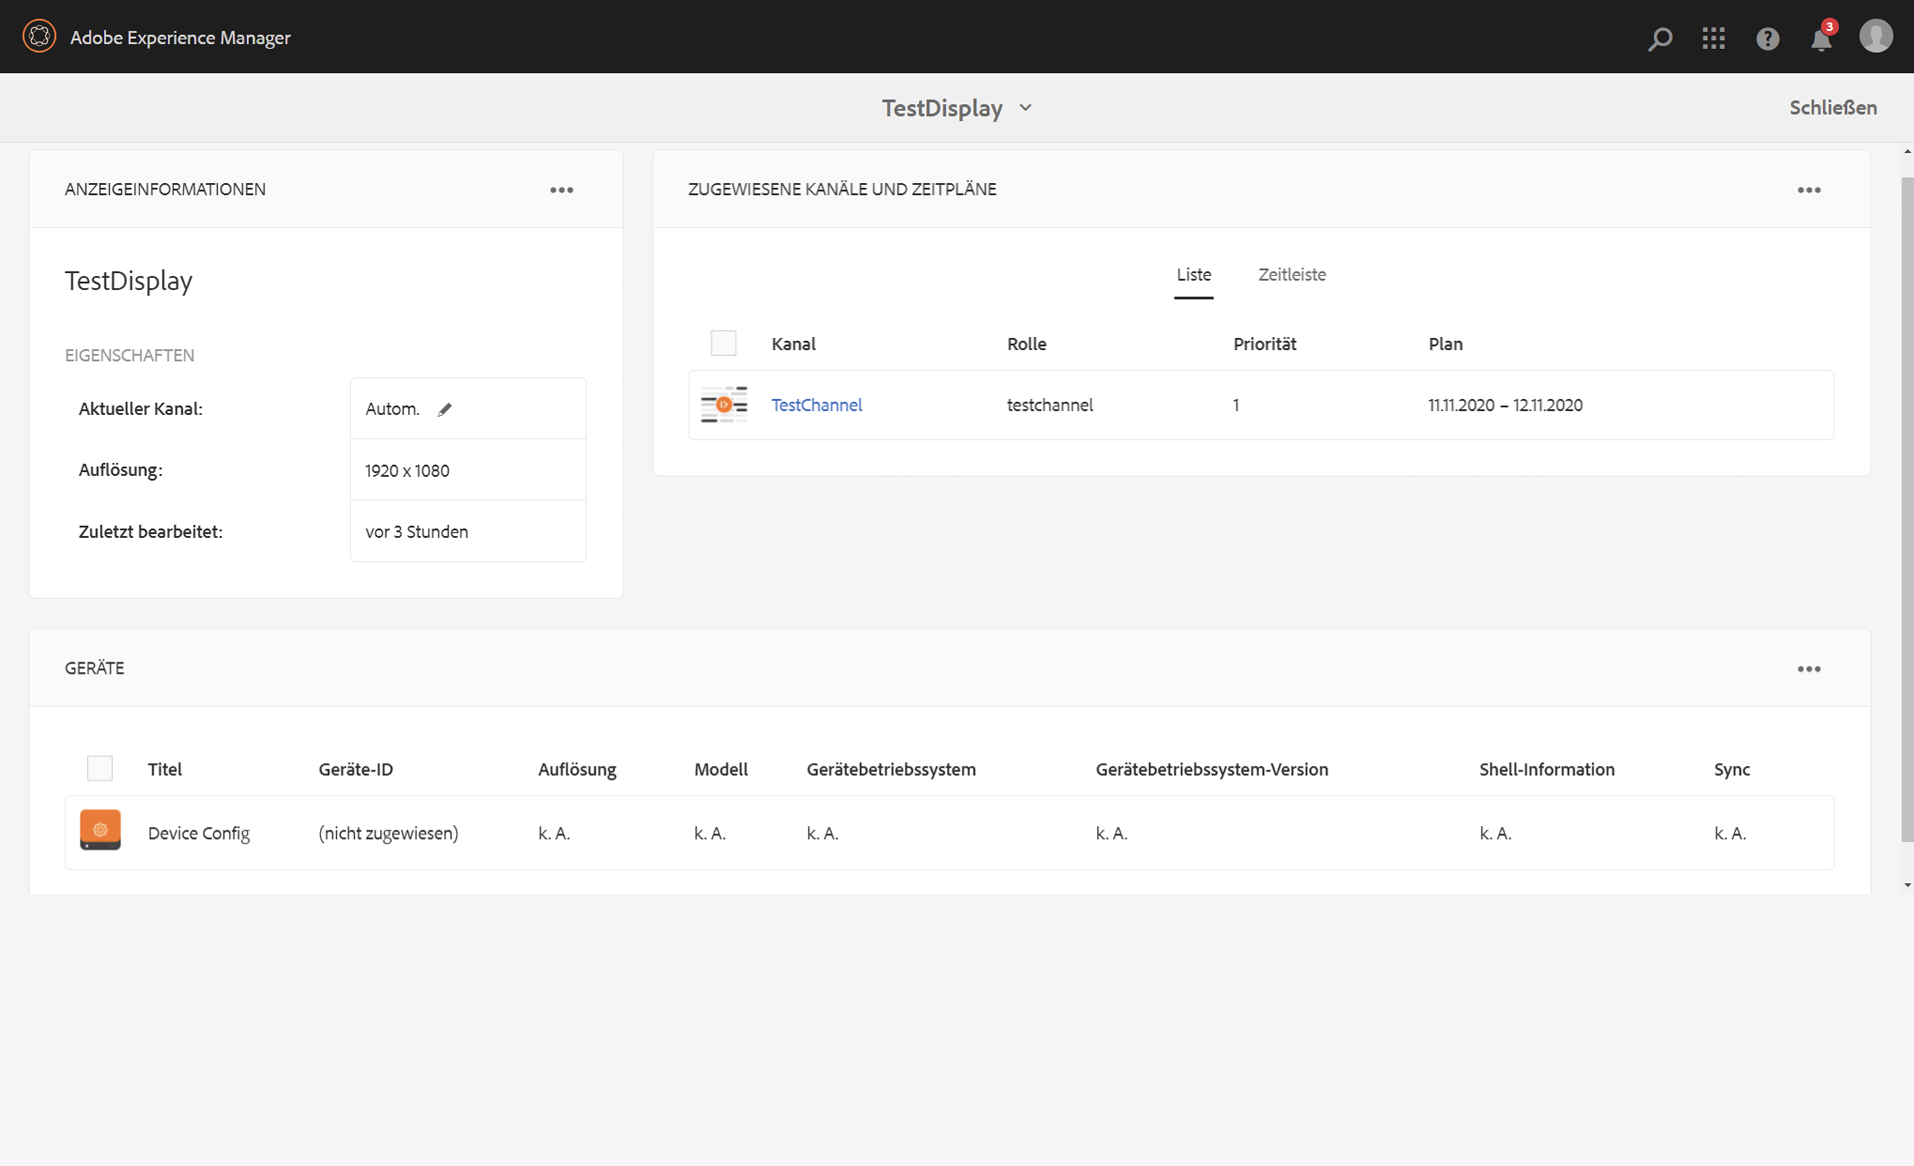 Adobe Experience Manager
3
TestDisplay
Schließen
ANZEIGEINFORMATIONEN
TestDisplay
EIGENSCHAFTEN
Aktueller Kanal: Autom.
Auflösung: 1920 x 1080
Zuletzt bearbeitet: vor 3 Stunden
ZUGEWIESENE KANÄLE UND ZEITPLÄNE
Liste Zeitleiste
Kanal Rolle Priorität Plan
TestChannel testchannel 1 11.11.2020 – 12.11.2020
GERÄTE
Titel Geräte-ID Auflösung Modell Gerätebetriebssystem Gerätebetriebssystem-Version Shell-Information Sync
Device Config (nicht zugewiesen) k. A. k. A. k. A. k. A. k. A. k. A.